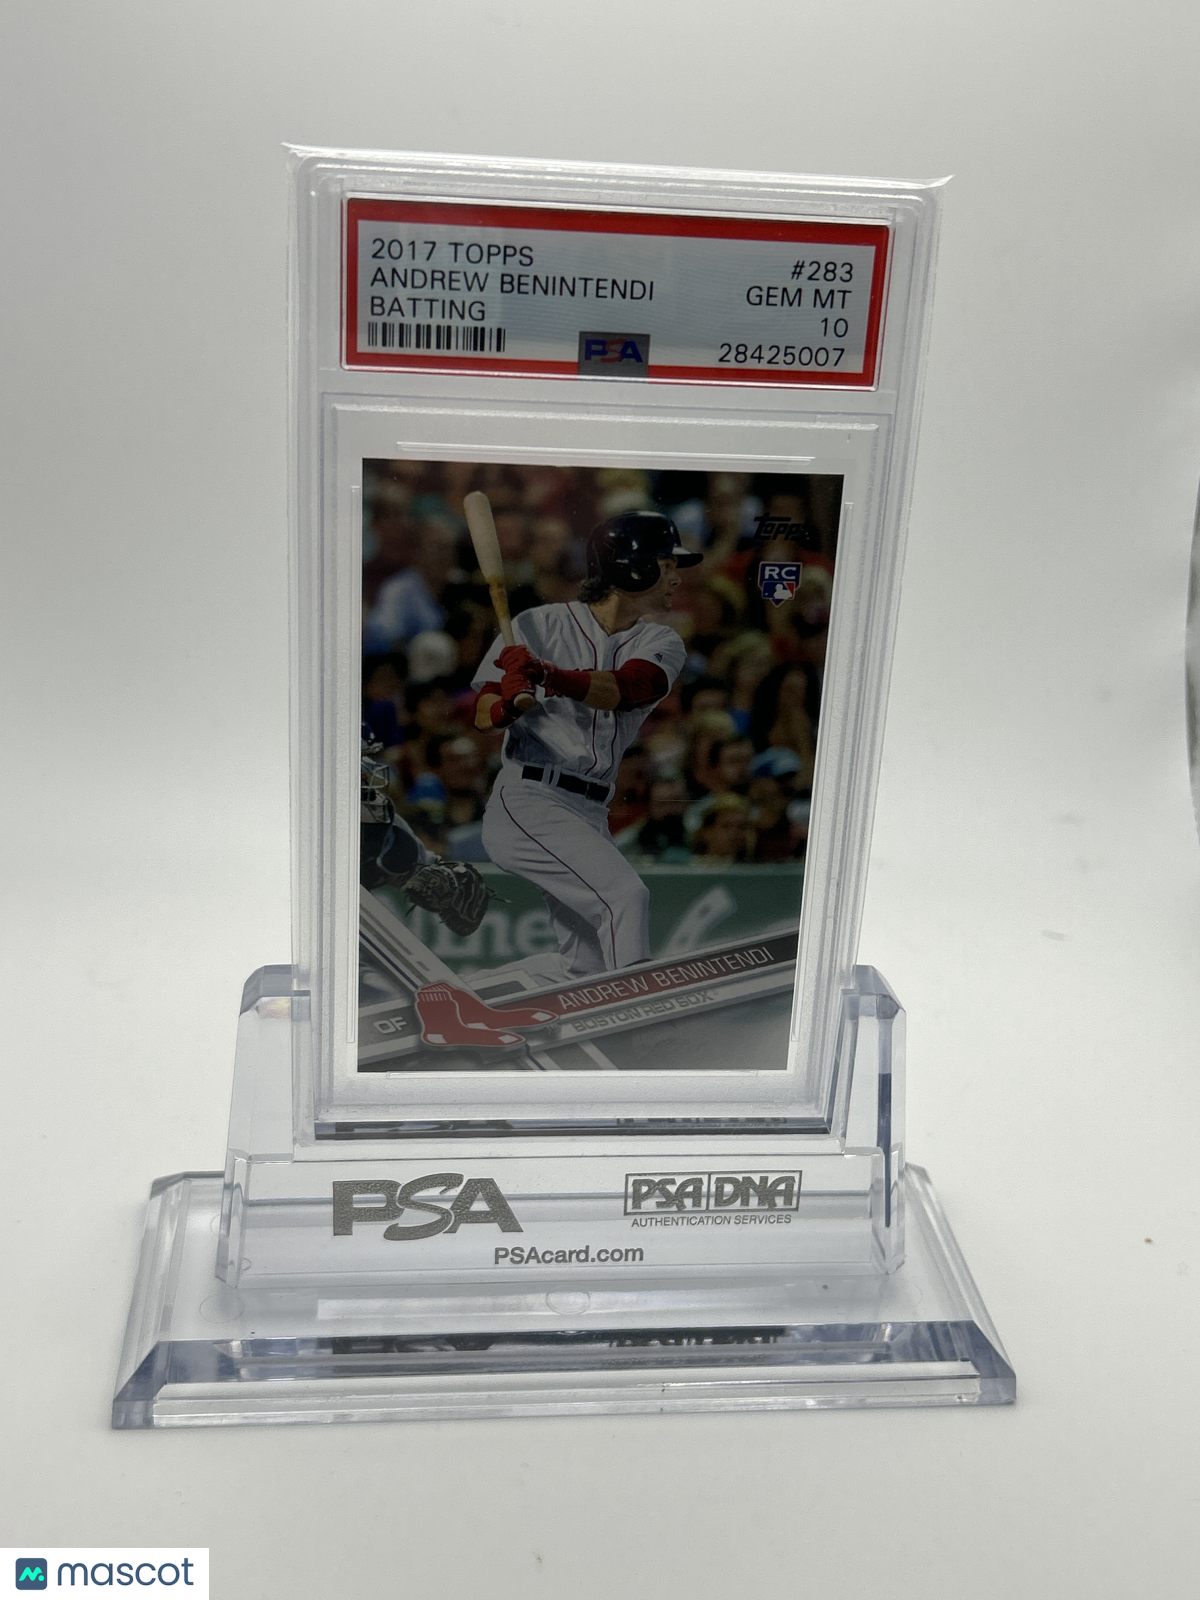 2017 TOPPS
ANDREW BENINTENDI
BATTING
#283
GEM MT
10
28425007
PSA
Topps
RC
ANDREW BENINTENDI
BOSTON RED SOX
OF
PSA
PSA DNA
AUTHENTICATION SERVICES
PSAcard.com
mascot